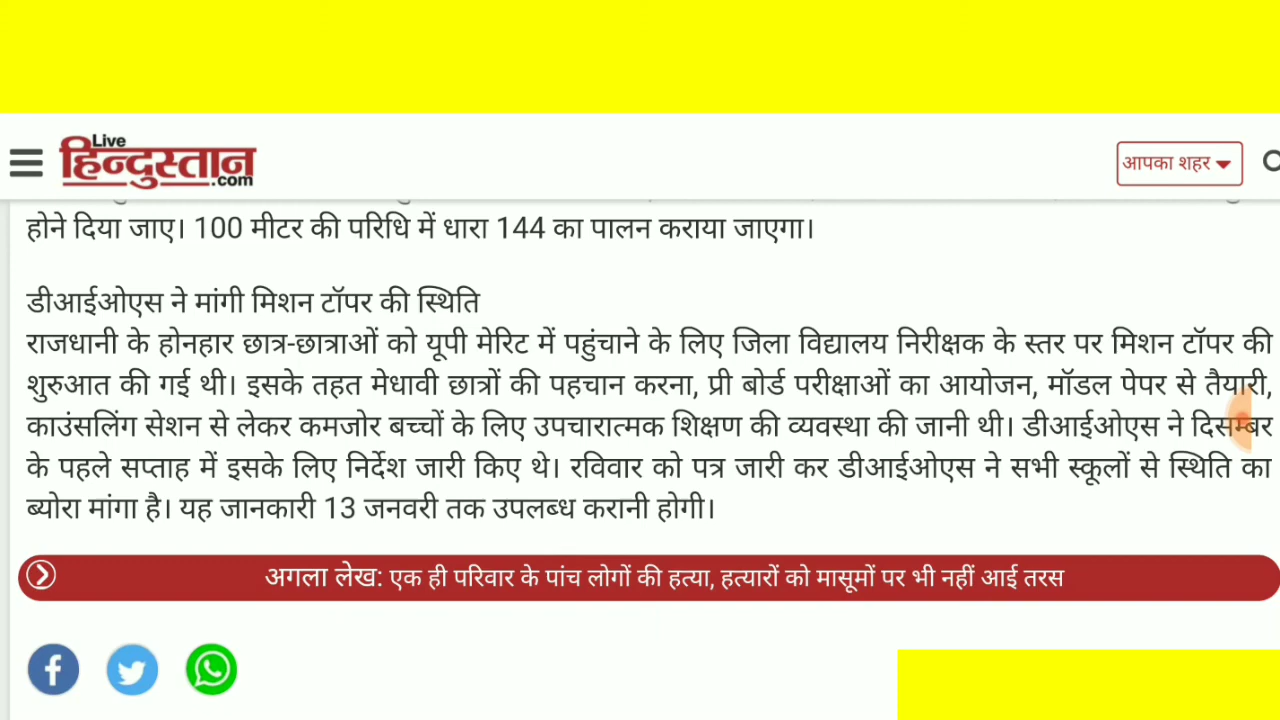 Live
हिन्दुस्तान
.com
आपका शहर
होने दिया जाए। 100 मीटर की परिधि में धारा 144 का पालन कराया जाएगा।
डीआईओएस ने मांगी मिशन टॉपर की स्थिति
राजधानी के होनहार छात्र-छात्राओं को यूपी मेरिट में पहुंचाने के लिए जिला विद्यालय निरीक्षक के स्तर पर मिशन टॉपर की
शुरुआत की गई थी। इसके तहत मेधावी छात्रों की पहचान करना, प्री बोर्ड परीक्षाओं का आयोजन, मॉडल पेपर से तैयारी,
काउंसलिंग सेशन से लेकर कमजोर बच्चों के लिए उपचारात्मक शिक्षण की व्यवस्था की जानी थी। डीआईओएस ने दिसम्बर
के पहले सप्ताह में इसके लिए निर्देश जारी किए थे। रविवार को पत्र जारी कर डीआईओएस ने सभी स्कूलों से स्थिति का
ब्योरा मांगा है। यह जानकारी 13 जनवरी तक उपलब्ध करानी होगी।
अगला लेख: एक ही परिवार के पांच लोगों की हत्या, हत्यारों को मासूमों पर भी नहीं आई तरस